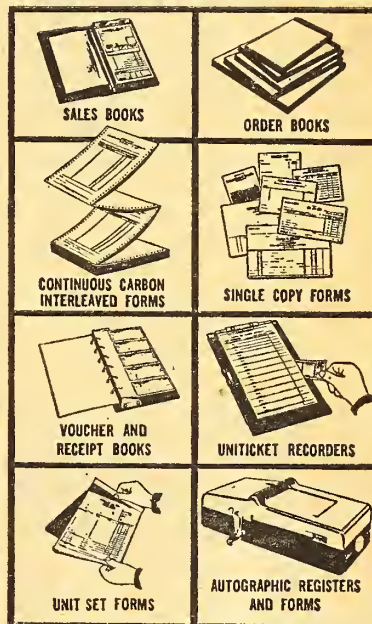 SALES BOOKS
ORDER BOOKS
CONTINUOUS CARBON
INTERLEAVED FORMS
SINGLE COPY FORMS
VOUCHER AND
RECEIPT BOOKS
UNITICKET RECORDERS
UNIT SET FORMS
AUTOGRAPHIC REGISTERS
AND FORMS